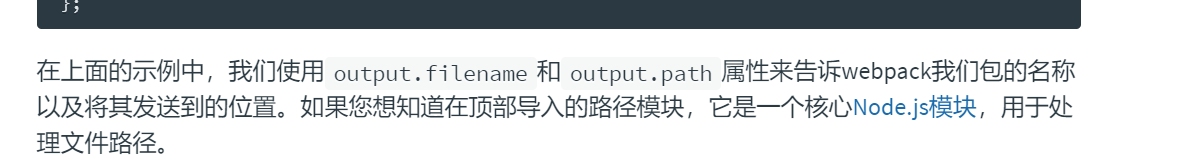 };
在上面的示例中，我们使用 output.filename 和 output.path 属性来告诉webpack我们包的名称
以及将其发送到的位置。如果您想知道在顶部导入的路径模块，它是一个核心Node.js模块，用于处
理文件路径。